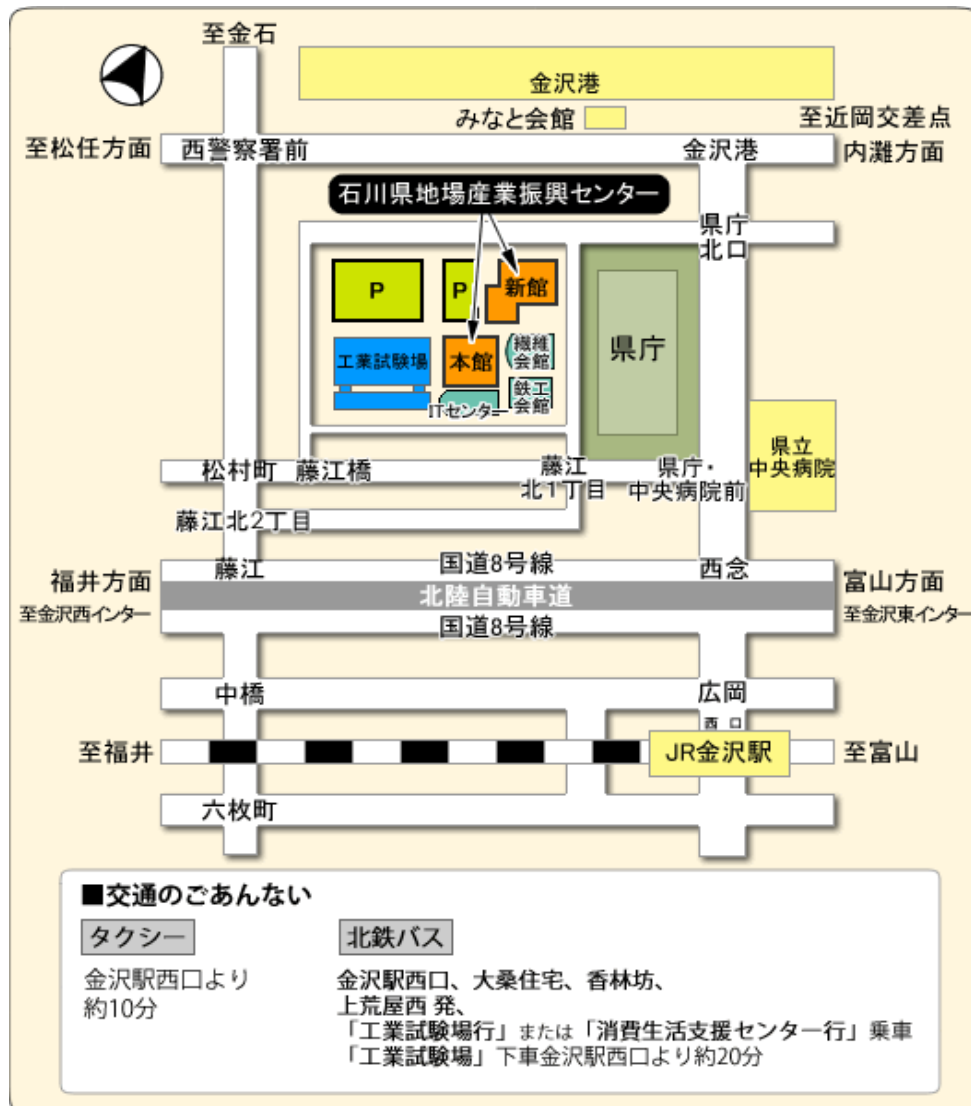 至金石
金沢港
みなと会館
至近岡交差点
至松任方面
西警察署前
金沢港
内灘方面
石川県地場産業振興センター
県庁
北口
P
P
新館
工業試験場
本館
繊維
会館
県庁
ITセンター
鉄工
会館
県立
中央病院
松村町
藤江橋
藤江
北1丁目
県庁・
中央病院前
藤江北2丁目
福井方面
至金沢西インター
藤江
国道8号線
西念
富山方面
至金沢東インター
北陸自動車道
国道8号線
中橋
広岡
西口
至福井
JR金沢駅
至富山
六枚町
■交通のごあんない
タクシー
金沢駅西口より
約10分
北鉄バス
金沢駅西口、大桑住宅、香林坊、
上荒屋西 発、
「工業試験場行」または「消費生活支援センター行」乗車
「工業試験場」下車金沢駅西口より約20分